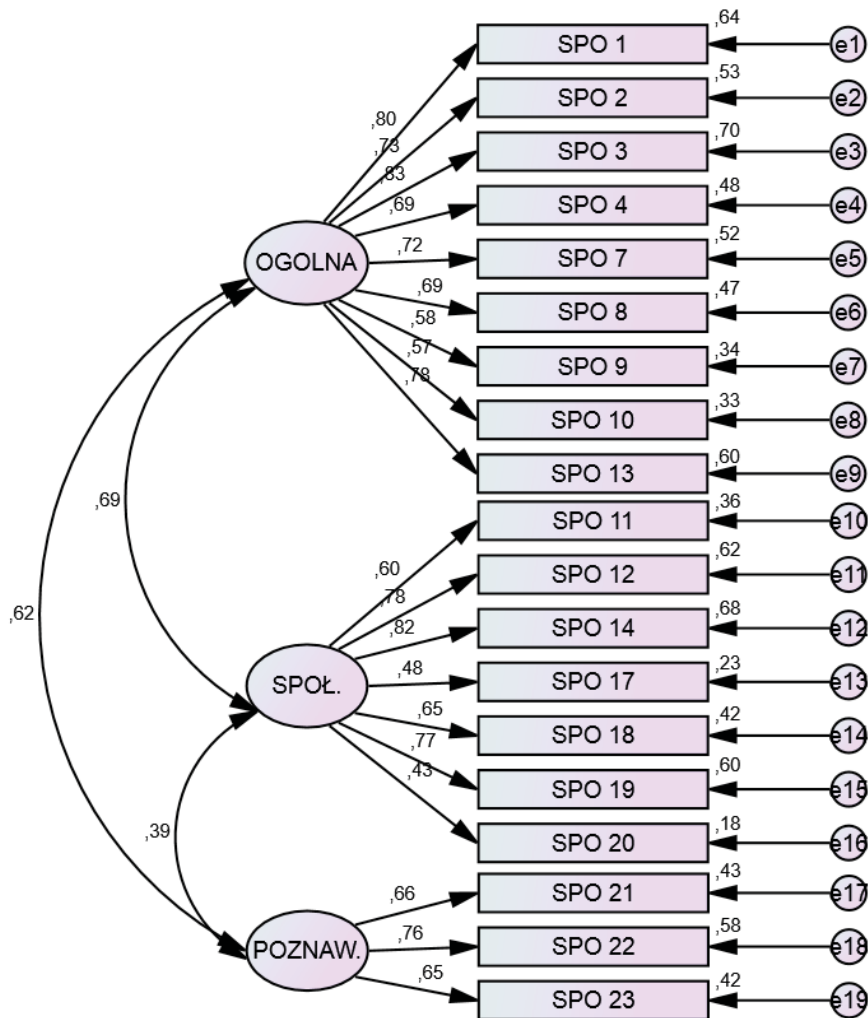 ,64
SPO 1
e1
,53
SPO 2
e2
,80
,70
SPO 3
e3
,73
,83
,48
SPO 4
e4
,69
,52
OGOLNA
,72
SPO 7
e5
,69
,47
SPO 8
e6
,58
,34
SPO 9
e7
,57
,78
,33
SPO 10
e8
,60
SPO 13
e9
,69
,36
SPO 11
e10
,60
,62
SPO 12
e11
,78
,62
,82
,68
SPO 14
e12
,23
SPOŁ.
,48
SPO 17
e13
,65
,42
SPO 18
e14
,77
,60
SPO 19
e15
,43
,39
,18
SPO 20
e16
,43
,66
SPO 21
e17
,58
POZNAW.
,76
SPO 22
e18
,65
,42
SPO 23
e19